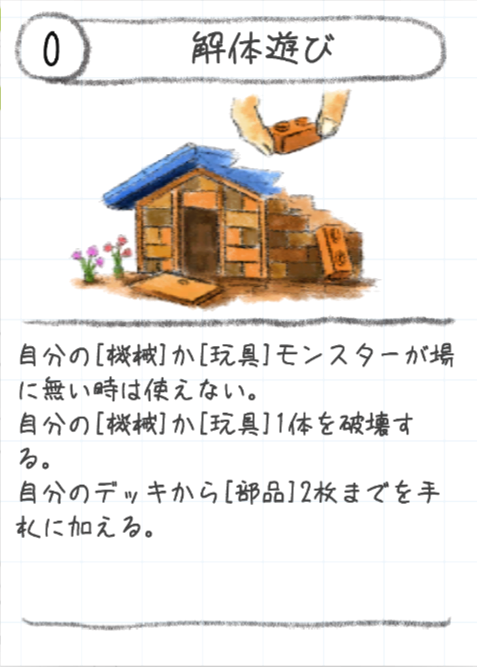 0
解体遊び
自分の[機械]か[玩具]モンスターが場
に無い時は使えない。
自分の[機械]か[玩具]1体を破壊す
る。
自分のデッキから[部品]2枚までを手
札に加える。